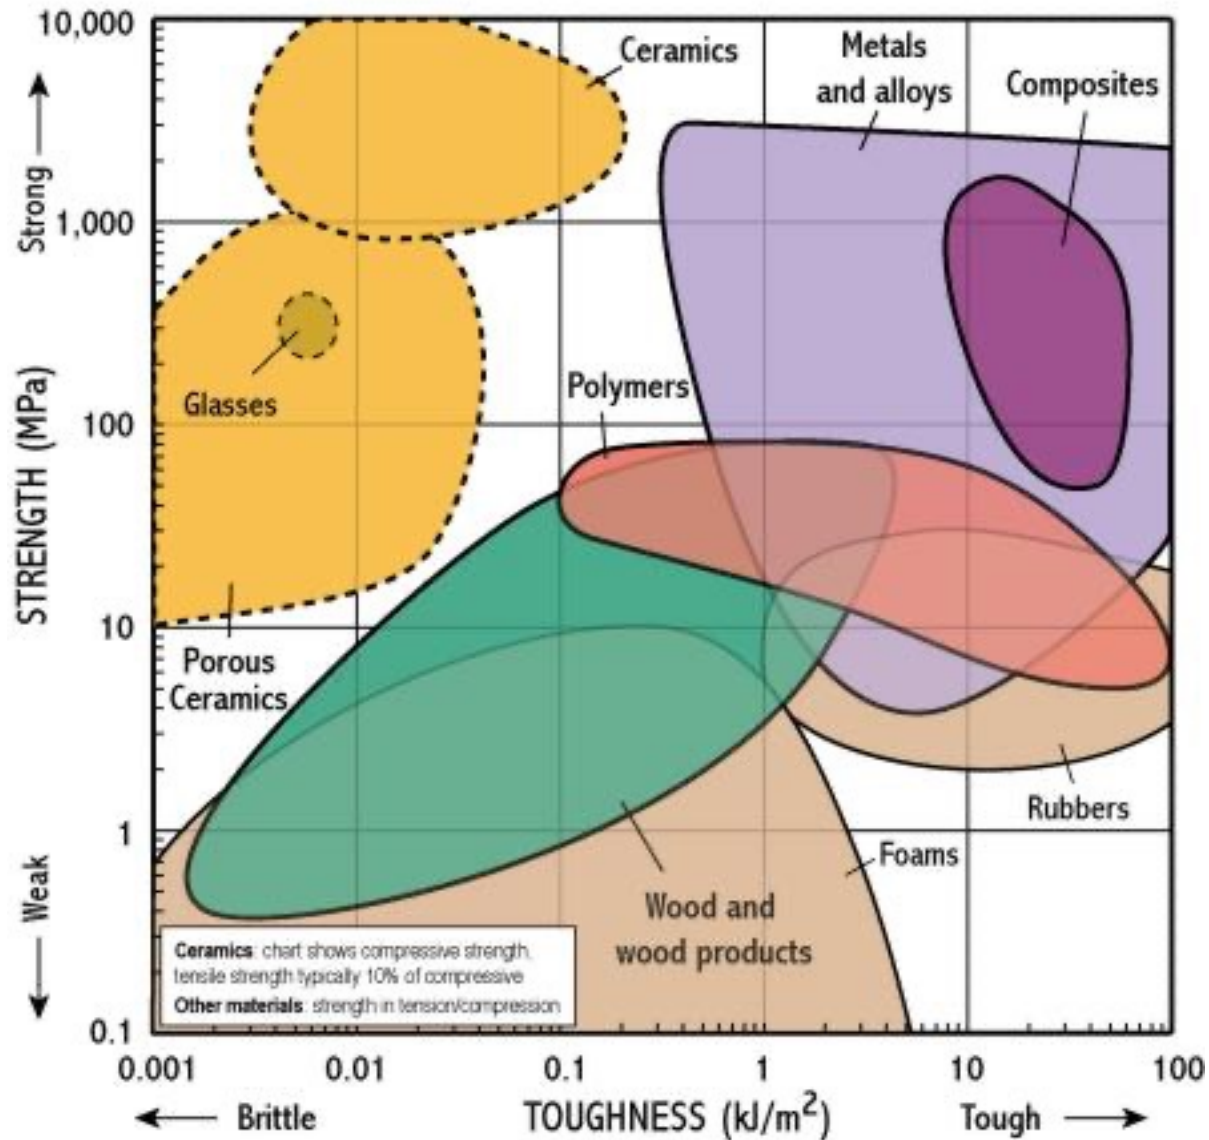 10,000
1,000
100
10
1
0.1
Strong
STRENGTH (MPa)
Weak
Ceramics
Metals
and alloys
Composites
Glasses
Polymers
Porous
Ceramics
Rubbers
Foams
Wood and
wood products
Ceramics: chart shows compressive strength,
tensile strength typically 10% of compressive
Other materials: strength in tension/compression
0.001
0.01
0.1
1
10
100
Brittle
TOUGHNESS (kJ/m²)
Tough